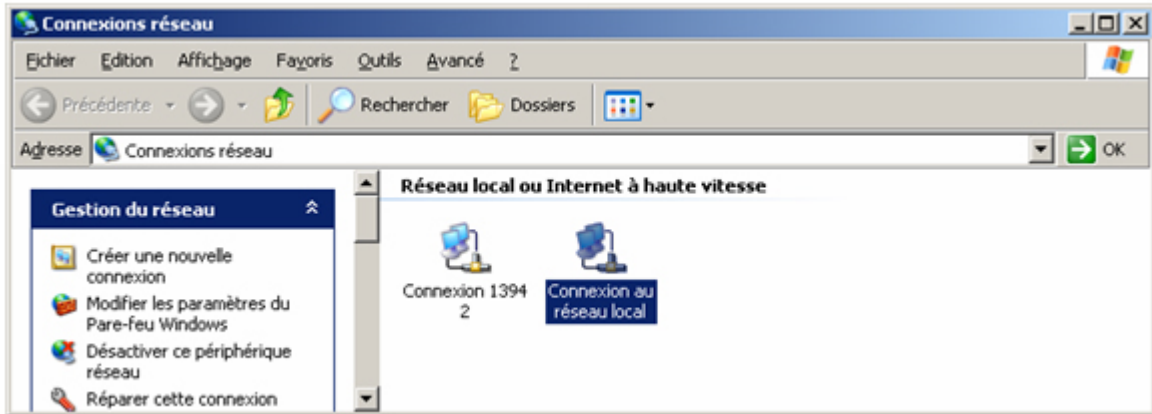 Connexions réseau
Fichier Edition Affichage Favoris Outils Avancé ?
Précédente Rechercher Dossiers
Adresse Connexions réseau OK
Gestion du réseau
Créer une nouvelle
connexion
Modifier les paramètres du
Pare-feu Windows
Désactiver ce périphérique
réseau
Réparer cette connexion
Réseau local ou Internet à haute vitesse
Connexion 1394
2
Connexion au
réseau local